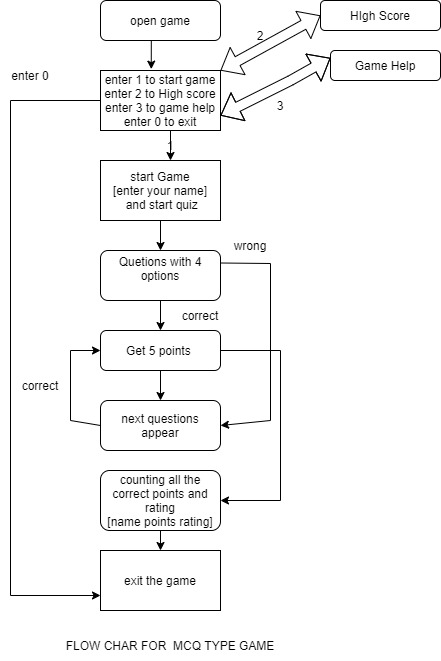 open game
HIgh Score
2
Game Help
enter 0
enter 1 to start game
enter 2 to High score
enter 3 to game help
enter 0 to exit
3
1
start Game
[enter your name]
and start quiz
wrong
Quetions with 4
options
correct
Get 5 points
correct
next questions
appear
counting all the
correct points and
rating
[name points rating]
exit the game
FLOW CHAR FOR MCQ TYPE GAME